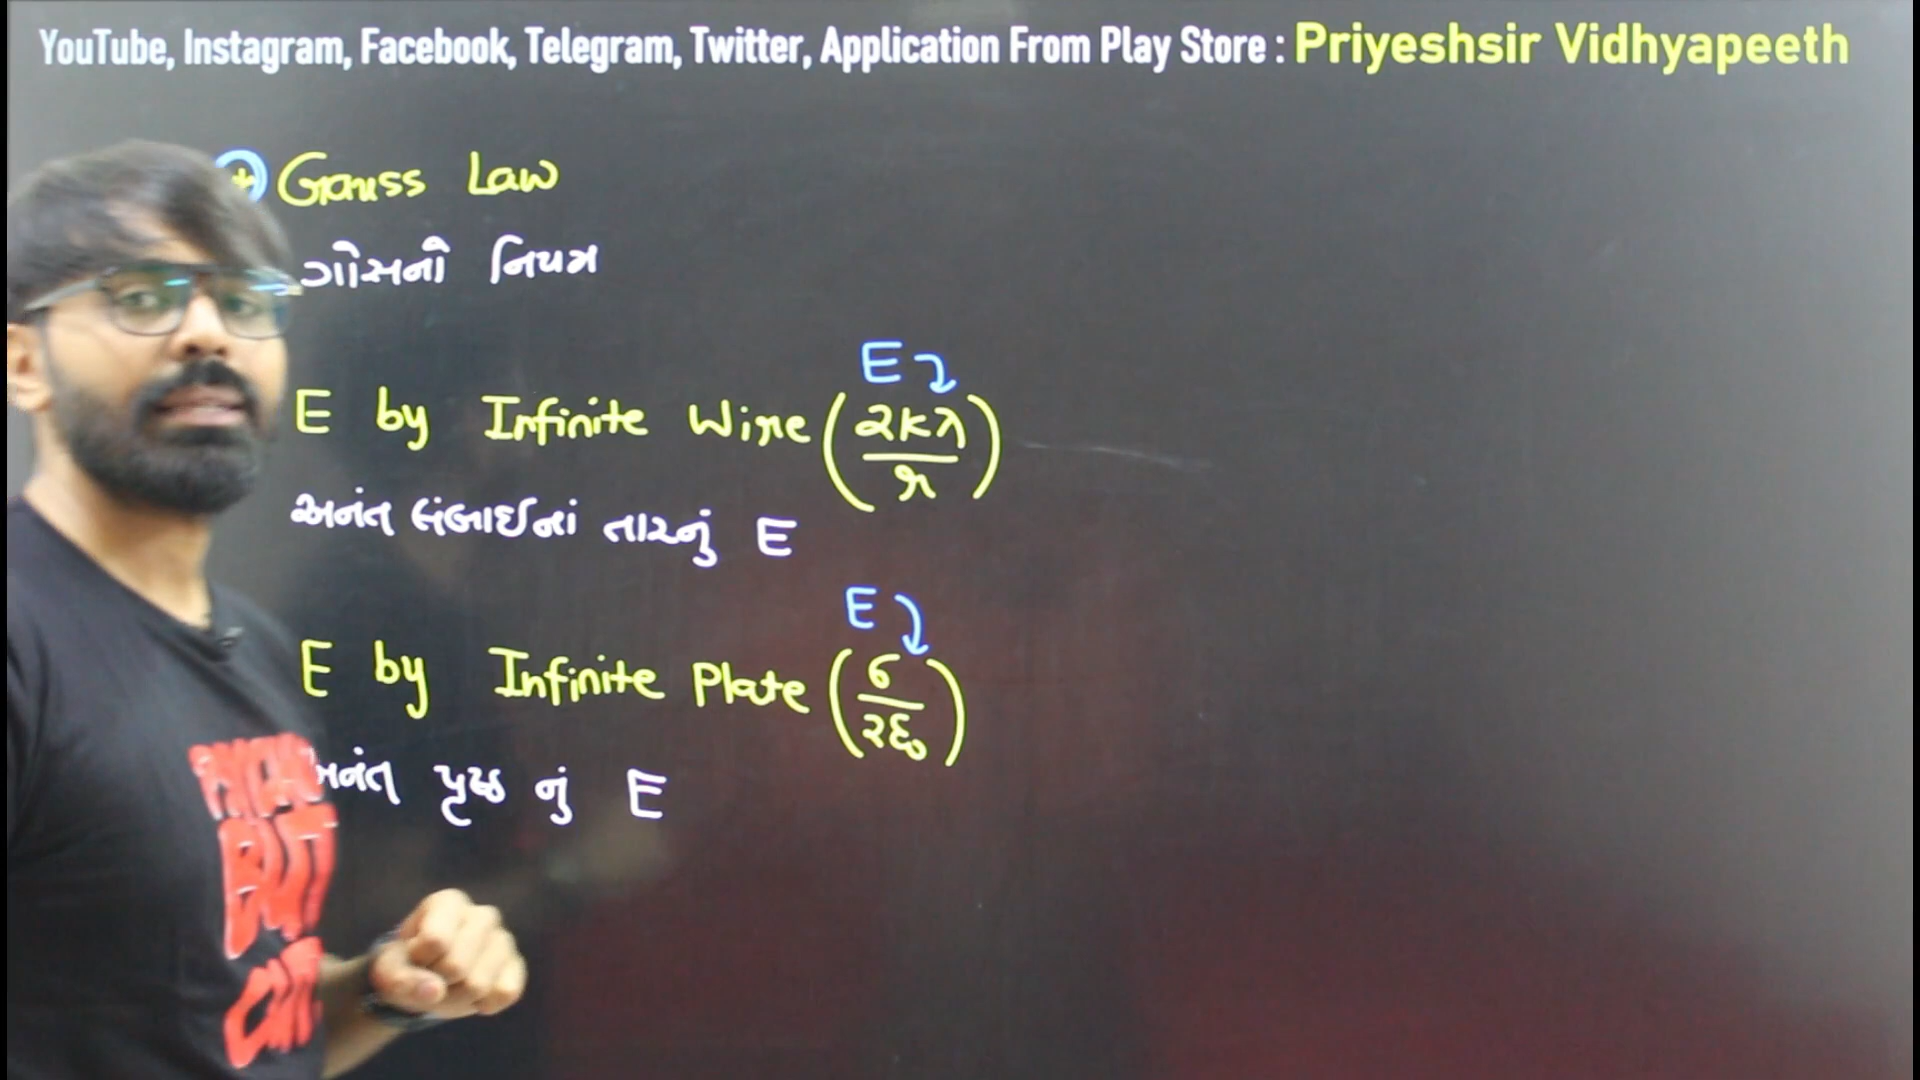 YouTube, Instagram, Facebook, Telegram, Twitter, Application From Play Store : Priyeshsir Vidhyapeeth
Gauss Law
ગોસનો નિયમ
E
E by Infinite Wire (2kλ/r)
અનંત લંબાઈનાં તારનું E
E
E by Infinite Plate (σ/2ε₀)
અનંત પૃષ્ઠ નું E
BUT